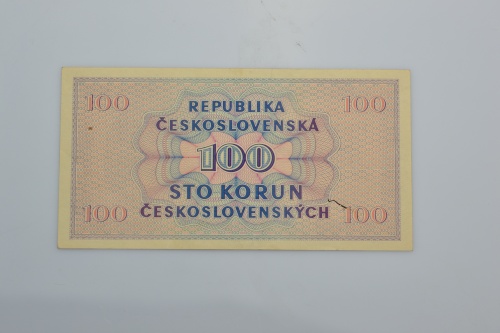 100 100
REPUBLIKA
ČESKOSLOVENSKÁ
100
STO KORUN
ČESKOSLOVENSKÝCH
100 100